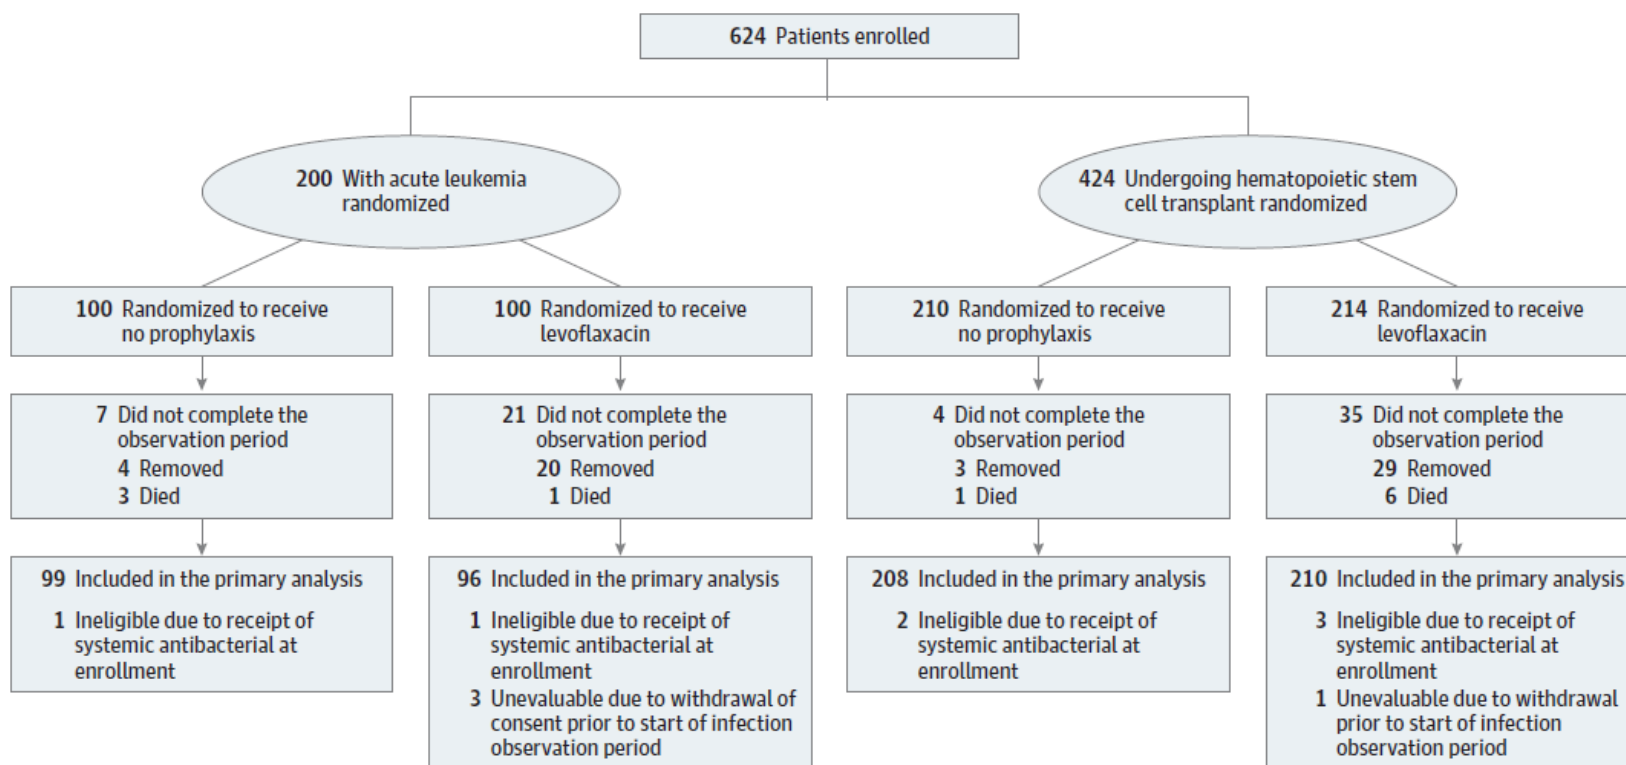 624 Patients enrolled
200 With acute leukemia
randomized
424 Undergoing hematopoietic stem
cell transplant randomized
100 Randomized to receive
no prophylaxis
100 Randomized to receive
levoflaxacin
210 Randomized to receive
no prophylaxis
214 Randomized to receive
levoflaxacin
7 Did not complete the
observation period
4 Removed
3 Died
21 Did not complete the
observation period
20 Removed
1 Died
4 Did not complete the
observation period
3 Removed
1 Died
35 Did not complete the
observation period
29 Removed
6 Died
99 Included in the primary analysis
1 Ineligible due to receipt of
systemic antibacterial at
enrollment
96 Included in the primary analysis
1 Ineligible due to receipt of
systemic antibacterial at
enrollment
3 Unevaluable due to withdrawal of
consent prior to start of infection
observation period
208 Included in the primary analysis
2 Ineligible due to receipt of
systemic antibacterial at
enrollment
210 Included in the primary analysis
3 Ineligible due to receipt of
systemic antibacterial at
enrollment
1 Unevaluable due to withdrawal
prior to start of infection
observation period